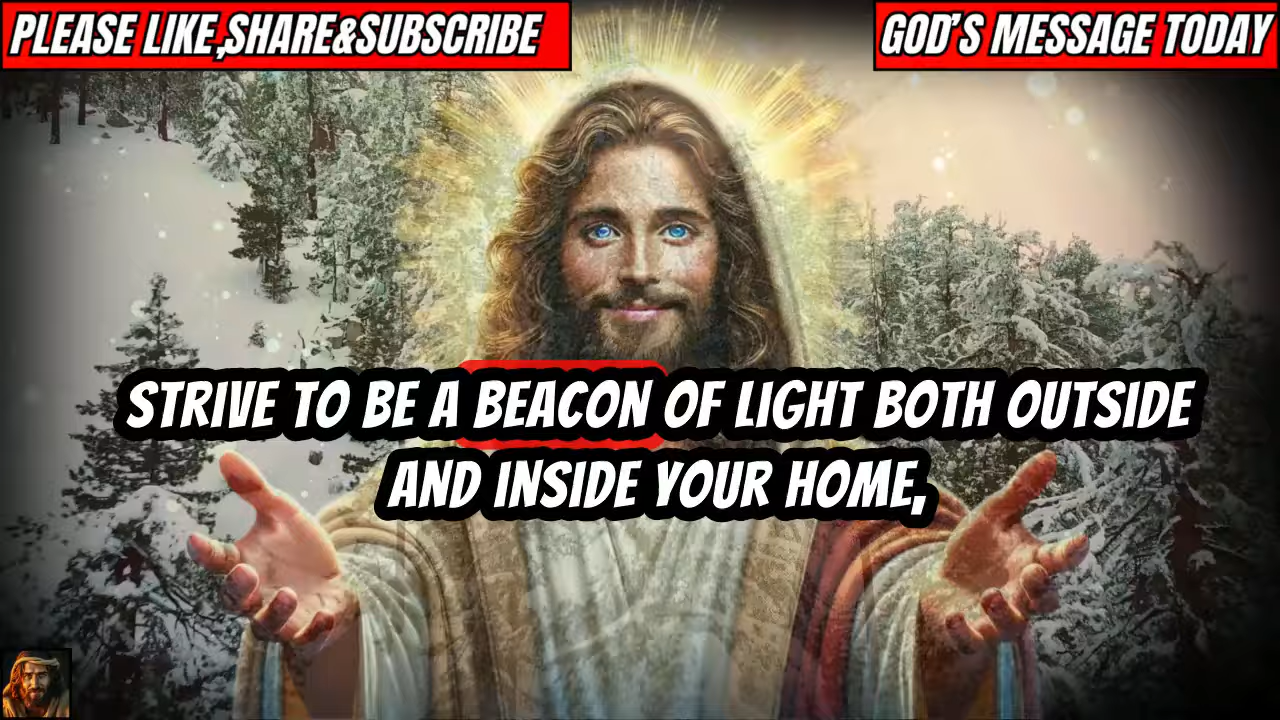 PLEASE LIKE,SHARE&SUBSCRIBE
GOD'S MESSAGE TODAY
STRIVE TO BE A BEACON OF LIGHT BOTH OUTSIDE
AND INSIDE YOUR HOME,